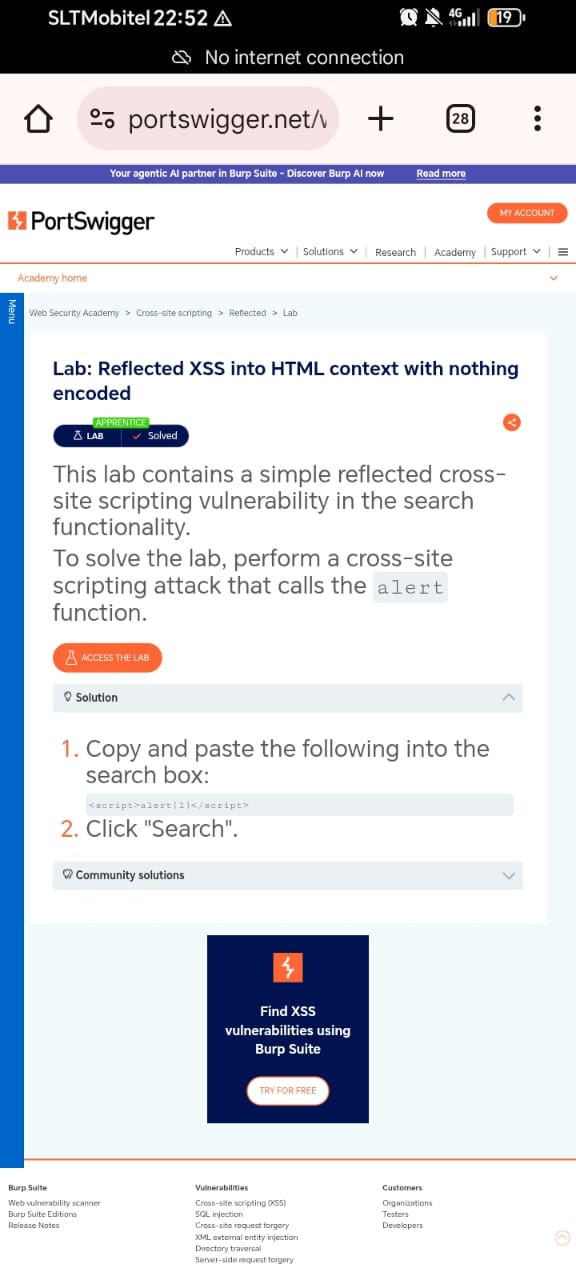 SLTMobitel 22:52
4G
19
No internet connection
portswigger.net/v
28
Your agentic AI partner in Burp Suite - Discover Burp AI now Read more
PortSwigger
MY ACCOUNT
Products Solutions Research Academy Support
Academy home
Menu
Web Security Academy > Cross-site scripting > Reflected > Lab
Lab: Reflected XSS into HTML context with nothing
encoded
APPRENTICE
LAB Solved
This lab contains a simple reflected cross-
site scripting vulnerability in the search
functionality.
To solve the lab, perform a cross-site
scripting attack that calls the alert
function.
ACCESS THE LAB
Solution
1. Copy and paste the following into the
search box:
<script>alert(1)</script>
2. Click "Search".
Community solutions
Find XSS
vulnerabilities using
Burp Suite
TRY FOR FREE
Burp Suite Vulnerabilities Customers
Web vulnerability scanner Cross-site scripting (XSS) Organizations
Burp Suite Editions SQL injection Testers
Release Notes Cross-site request forgery Developers
XML external entity injection
Directory traversal
Server-side request forgery